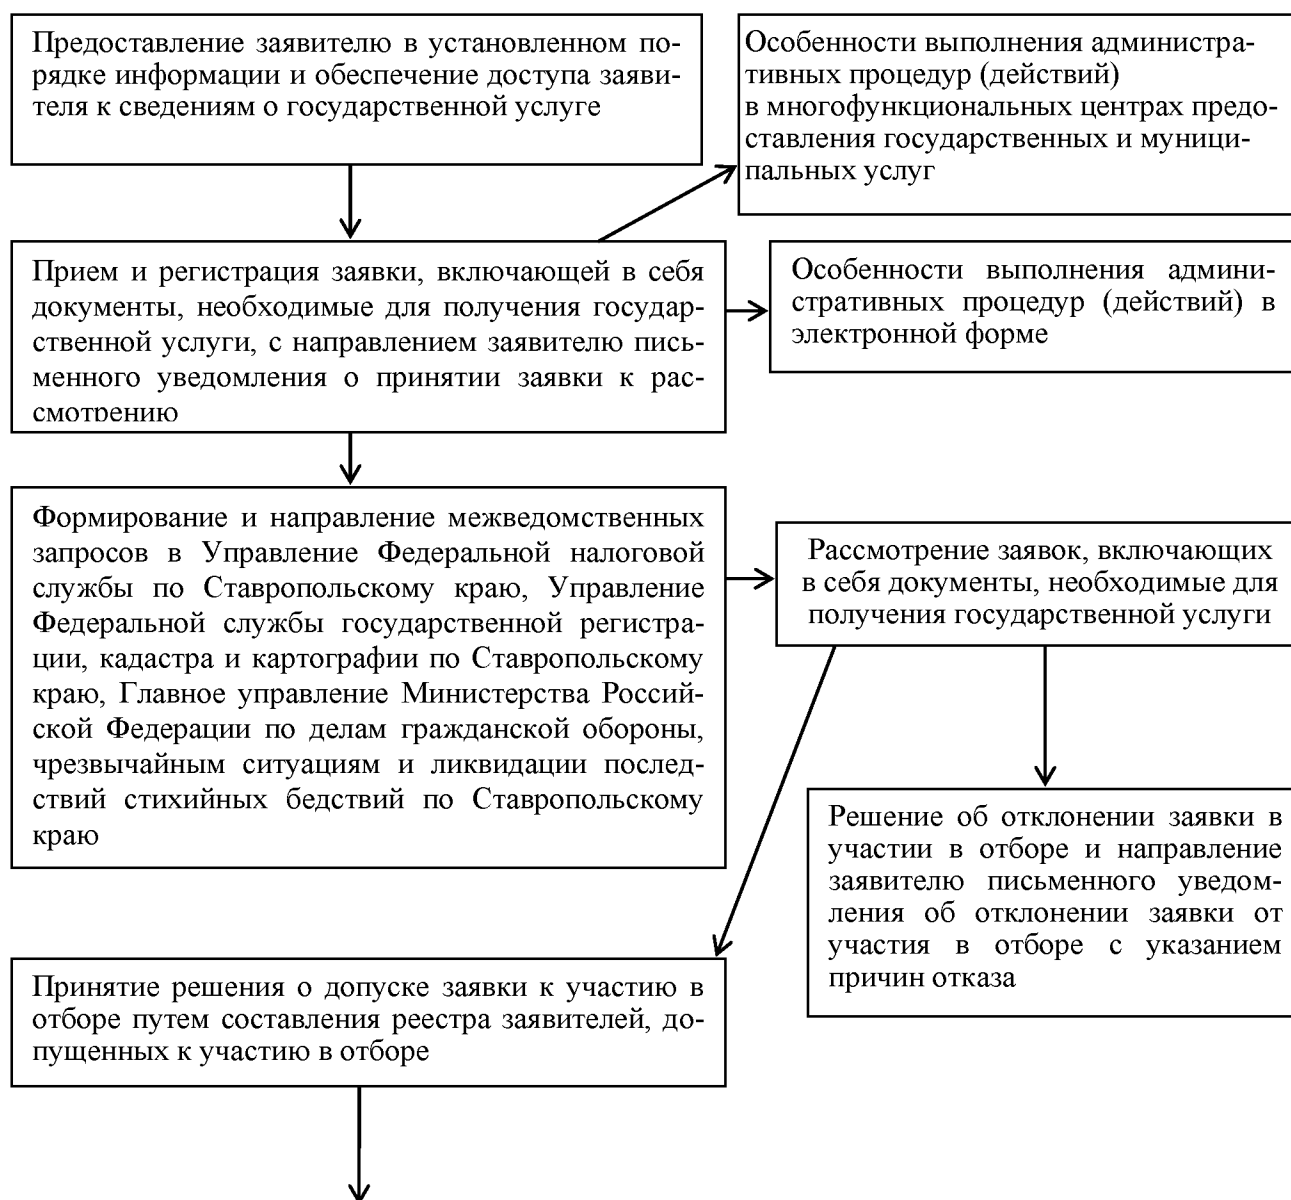 Предоставление заявителю в установленном по-
рядке информации и обеспечение доступа заяви-
теля к сведениям о государственной услуге
Особенности выполнения администра-
тивных процедур (действий)
в многофункциональных центрах предо-
ставления государственных и муници-
пальных услуг
Прием и регистрация заявки, включающей в себя
документы, необходимые для получения государ-
ственной услуги, с направлением заявителю пись-
менного уведомления о принятии заявки к рас-
смотрению
Особенности выполнения админи-
стративных процедур (действий) в
электронной форме
Формирование и направление межведомственных
запросов в Управление Федеральной налоговой
службы по Ставропольскому краю, Управление
Федеральной службы государственной регистра-
ции, кадастра и картографии по Ставропольскому
краю, Главное управление Министерства Россий-
ской Федерации по делам гражданской обороны,
чрезвычайным ситуациям и ликвидации послед-
ствий стихийных бедствий по Ставропольскому
краю
Рассмотрение заявок, включающих
в себя документы, необходимые для
получения государственной услуги
Решение об отклонении заявки в
участии в отборе и направление
заявителю письменного уведом-
ления об отклонении заявки от
участия в отборе с указанием
причин отказа
Принятие решения о допуске заявки к участию в
отборе путем составления реестра заявителей, до-
пущенных к участию в отборе